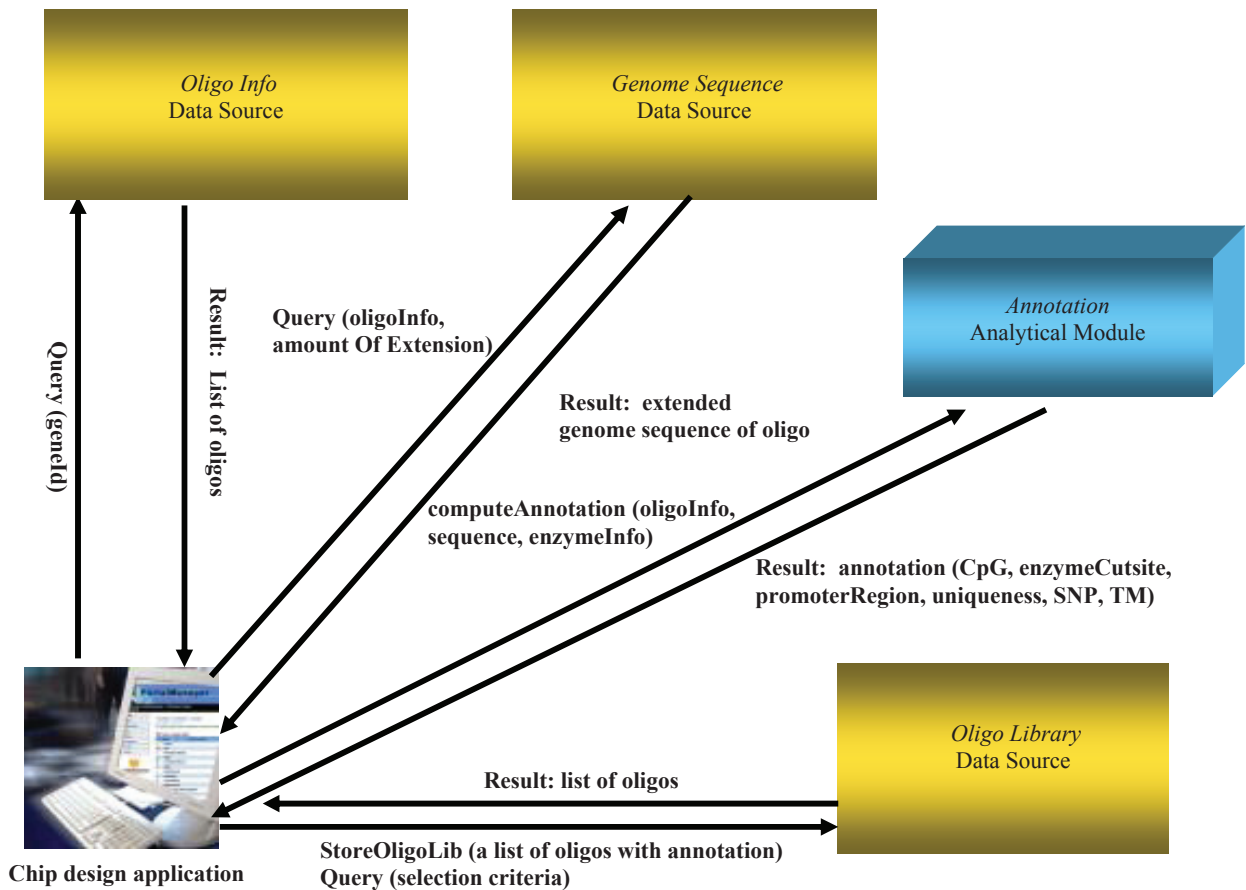 Oligo Info
Data Source
Genome Sequence
Data Source
Annotation
Analytical Module
Query (geneId)
Result: List of oligos
Query (oligoInfo,
amount Of Extension)
Result: extended
genome sequence of oligo
computeAnnotation (oligoInfo,
sequence, enzymeInfo)
Result: annotation (CpG, enzymeCutsite,
promoterRegion, uniqueness, SNP, TM)
Oligo Library
Data Source
Result: list of oligos
StoreOligoLib (a list of oligos with annotation)
Query (selection criteria)
Chip design application